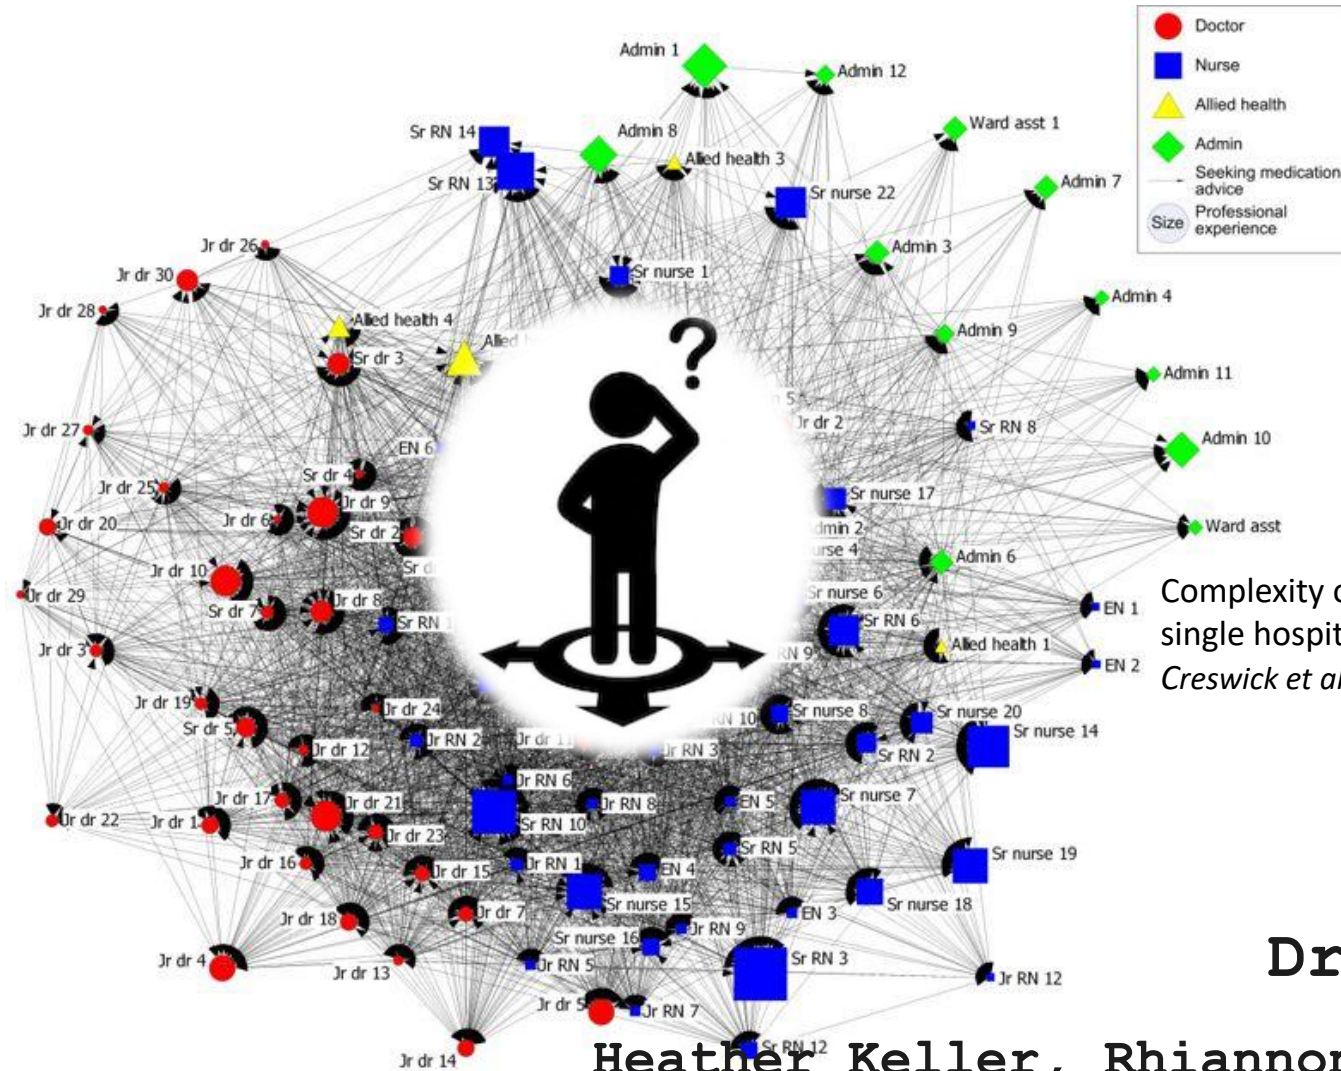 Doctor
Nurse
Allied health
Admin
Seeking medication
advice
Size
Professional
experience
Admin 1
Admin 12
Ward asst 1
Sr RN 14
Admin 8
Allied health 3
Sr RN 13
Sr nurse 22
Admin 7
Jr dr 26
Admin 3
Jr dr 30
Sr nurse 1
Jr dr 28
Allied health 4
Admin 4
Admin 9
Allied
Sr dr 3
Admin 11
Jr dr 2
Sr RN 8
Jr dr 27
Admin 10
EN 6
Sr dr 4
Jr dr 25
Sr nurse 17
Jr dr 9
Jr dr 6
Jr dr 20
Sr dr 2
Ward asst
Admin 6
Jr dr 10
Jr dr 29
Sr nurse 6
Jr dr 8
Sr dr 7
EN 1
Sr RN 6
Complexity
single
Creswick et
Jr dr 3
RN 9
Allied health 1
EN 2
Jr dr 19
Jr dr 24
Sr nurse 8
Sr nurse 20
Sr dr 5
RN 10
Sr nurse 14
Jr RN 2
Jr dr 12
Jr RN 3
Sr RN 2
Jr RN 6
Jr dr 17
Jr dr 21
Jr RN 8
EN 5
Sr nurse 7
Jr dr 22
Jr dr 1
Sr RN 10
Jr dr 23
Sr RN 5
Sr nurse 19
Jr dr 16
Jr RN 1
Jr dr 15
EN 4
Sr nurse 15
Sr nurse 18
Jr dr 18
Jr dr 7
EN 3
Jr RN 9
Sr nurse 16
Sr RN 3
Jr dr 4
Jr dr 13
Jr RN 5
Jr RN 12
Dr
Jr dr 5
Jr RN 7
Sr RN 12
Jr dr 14
Heather Keller,
?